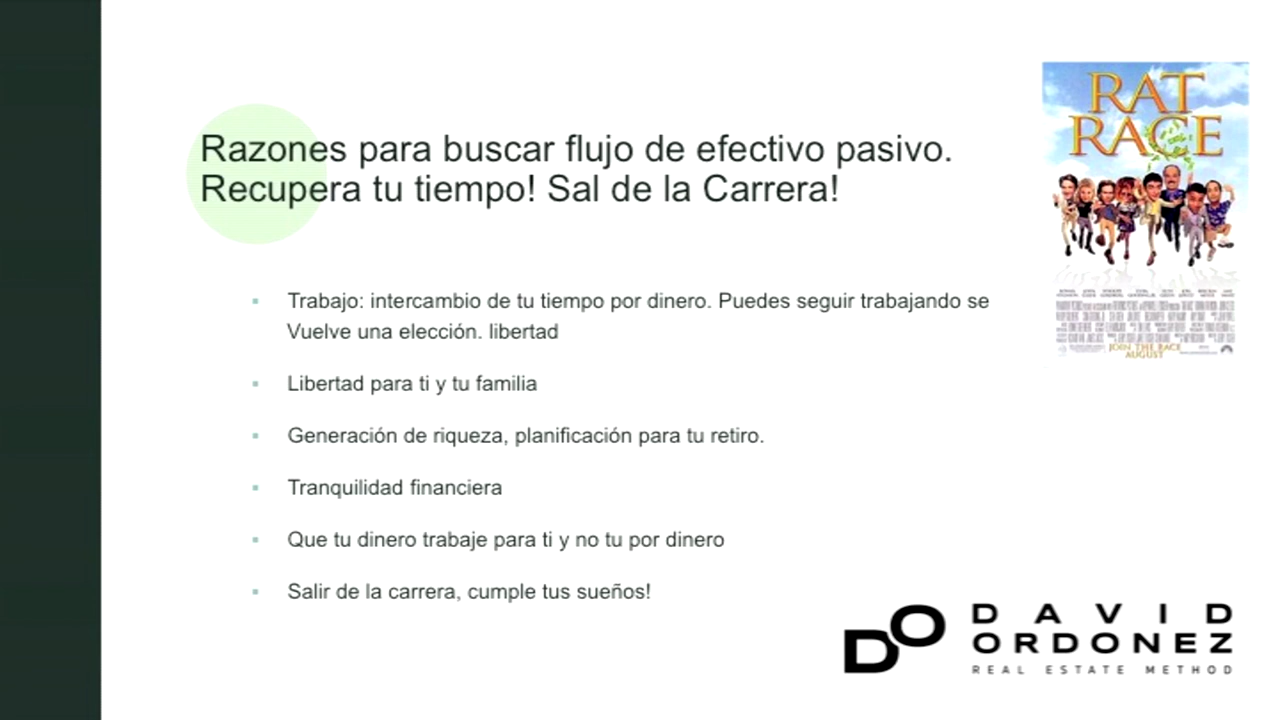 Razones para buscar flujo de efectivo pasivo.
Recupera tu tiempo! Sal de la Carrera!
RAT
RACE
Trabajo: intercambio de tu tiempo por dinero. Puedes seguir trabajando se
Vuelve una elección. libertad
Libertad para ti y tu familia
Generación de riqueza, planificación para tu retiro.
Tranquilidad financiera
Que tu dinero trabaje para ti y no tu por dinero
Salir de la carrera, cumple tus sueños!
JOIN THE RACE
AUGUST
DO
DAVID
ORDONEZ
REAL ESTATE METHOD